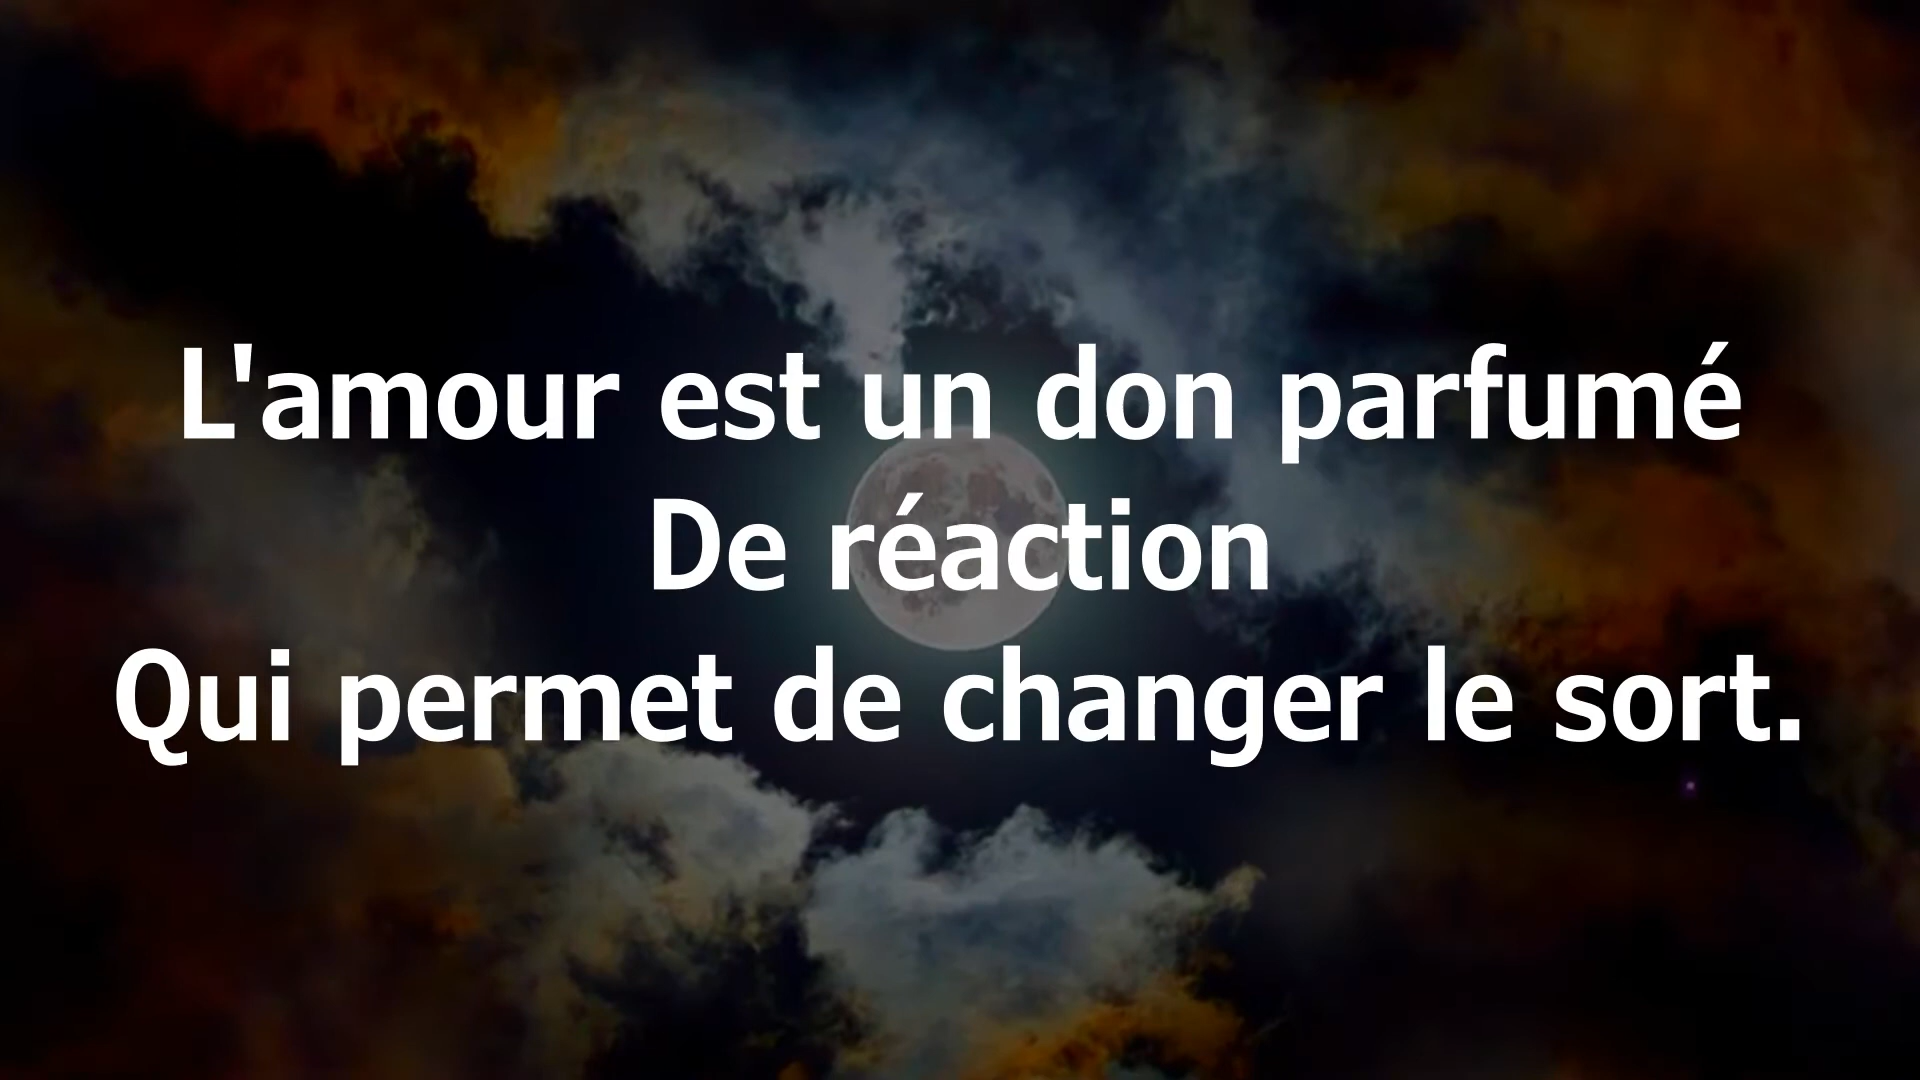 L'amour est un don parfumé
De réaction
Qui permet de changer le sort.